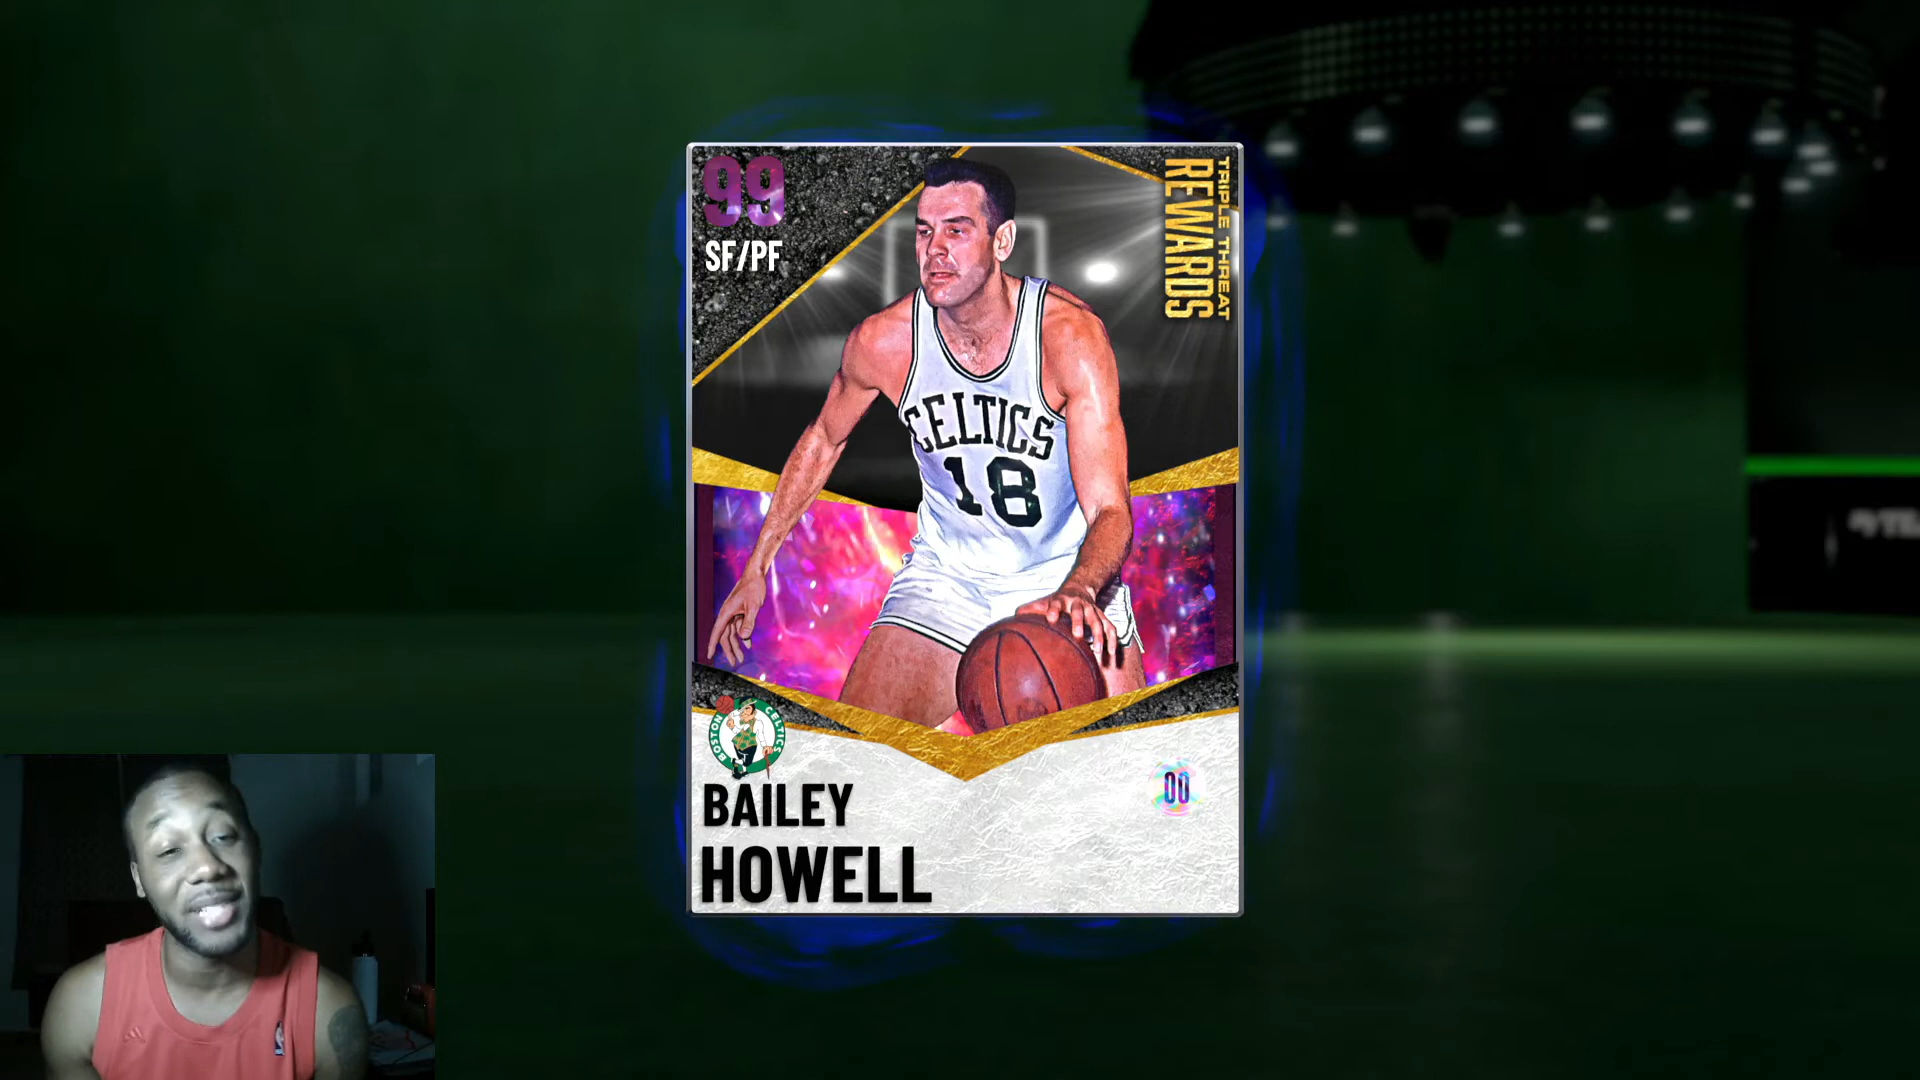 99
SF/PF
TRIPLE THREAT
REWARDS
CELTICS
18
BOSTON
CELTICS
BAILEY
HOWELL
00